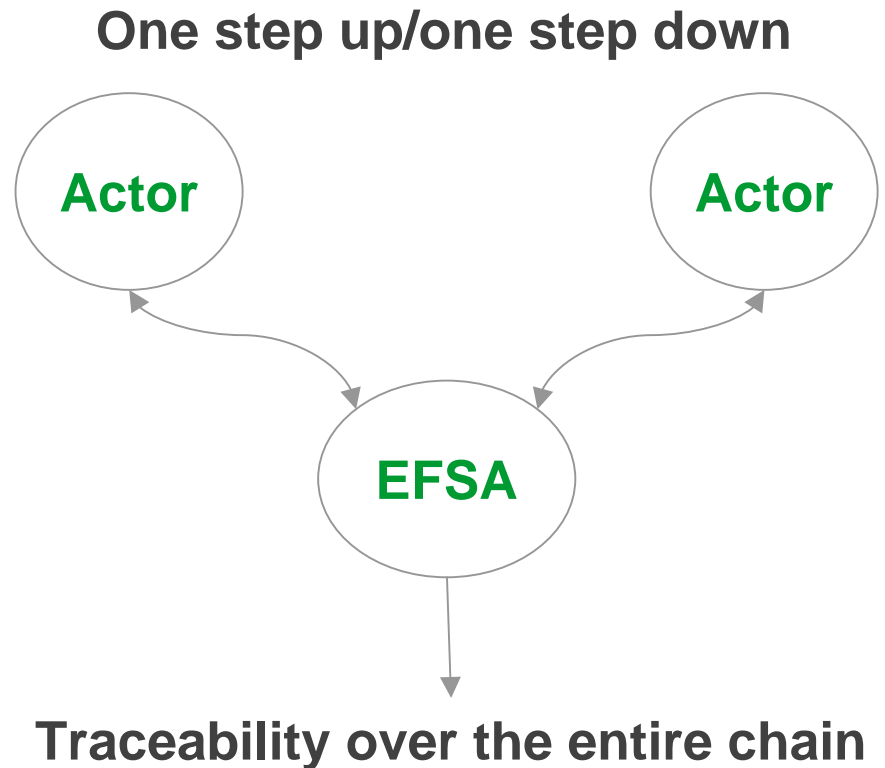 One step up/one step down
Actor
Actor
EFSA
Traceability over the entire chain